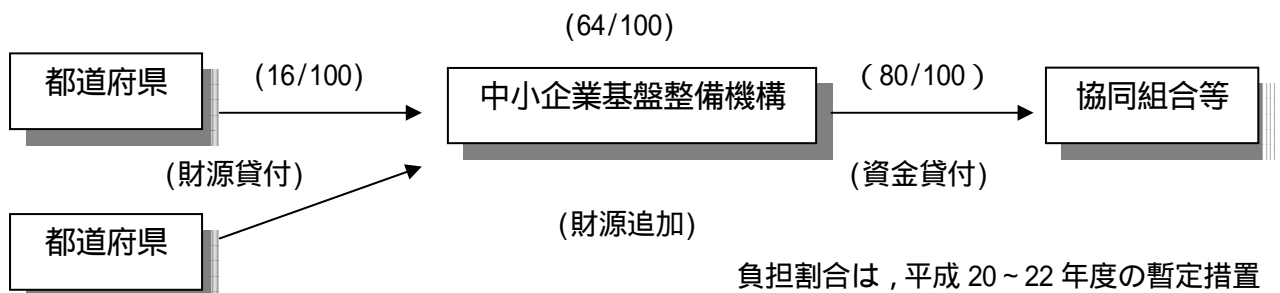 (64/100)
都道府県
(16/100)
中小企業基盤整備機構
（80/100）
協同組合等
(財源貸付)
(資金貸付)
都道府県
(財源追加)
負担割合は，平成 20～22 年度の暫定措置